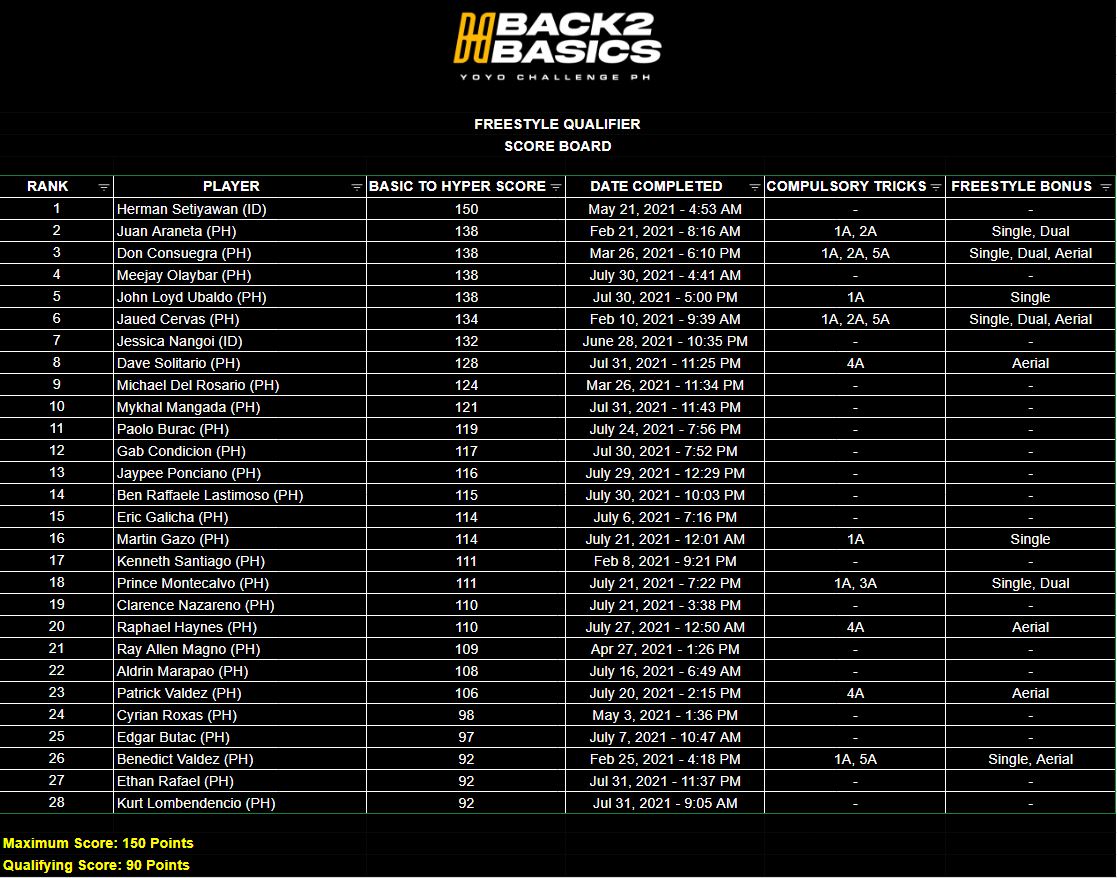 BACK2
BASICS
YOYO CHALLENGE PH
FREESTYLE QUALIFIER
SCORE BOARD
RANK PLAYER BASIC TO HYPER SCORE DATE COMPLETED COMPULSORY TRICKS FREESTYLE BONUS
1 Herman Setiyawan (ID) 150 May 21, 2021 - 4:53 AM - -
2 Juan Araneta (PH) 138 Feb 21, 2021 - 8:16 AM 1A, 2A Single, Dual
3 Don Consuegra (PH) 138 Mar 26, 2021 - 6:10 PM 1A, 2A, 5A Single, Dual, Aerial
4 Meejay Olaybar (PH) 138 July 30, 2021 - 4:41 AM - -
5 John Loyd Ubaldo (PH) 138 Jul 30, 2021 - 5:00 PM 1A Single
6 Jaued Cervas (PH) 134 Feb 10, 2021 - 9:39 AM 1A, 2A, 5A Single, Dual, Aerial
7 Jessica Nangoi (ID) 132 June 28, 2021 - 10:35 PM - -
8 Dave Solitario (PH) 128 Jul 31, 2021 - 11:25 PM 4A Aerial
9 Michael Del Rosario (PH) 124 Mar 26, 2021 - 11:34 PM - -
10 Mykhal Mangada (PH) 121 Jul 31, 2021 - 11:43 PM - -
11 Paolo Burac (PH) 119 July 24, 2021 - 7:56 PM - -
12 Gab Condicion (PH) 117 Jul 30, 2021 - 7:52 PM - -
13 Jaypee Ponciano (PH) 116 July 29, 2021 - 12:29 PM - -
14 Ben Raffaele Lastimoso (PH) 115 July 30, 2021 - 10:03 PM - -
15 Eric Galicha (PH) 114 July 6, 2021 - 7:16 PM - -
16 Martin Gazo (PH) 114 July 21, 2021 - 12:01 AM 1A Single
17 Kenneth Santiago (PH) 111 Feb 8, 2021 - 9:21 PM - -
18 Prince Montecalvo (PH) 111 July 21, 2021 - 7:22 PM 1A, 3A Single, Dual
19 Clarence Nazareno (PH) 110 July 21, 2021 - 3:38 PM - -
20 Raphael Haynes (PH) 110 July 27, 2021 - 12:50 AM 4A Aerial
21 Ray Allen Magno (PH) 109 Apr 27, 2021 - 1:26 PM - -
22 Aldrin Marapao (PH) 108 July 16, 2021 - 6:49 AM - -
23 Patrick Valdez (PH) 106 July 20, 2021 - 2:15 PM 4A Aerial
24 Cyrian Roxas (PH) 98 May 3, 2021 - 1:36 PM - -
25 Edgar Butac (PH) 97 July 7, 2021 - 10:47 AM - -
26 Benedict Valdez (PH) 92 Feb 25, 2021 - 4:18 PM 1A, 5A Single, Aerial
27 Ethan Rafael (PH) 92 Jul 31, 2021 - 11:37 PM - -
28 Kurt Lombendencio (PH) 92 Jul 31, 2021 - 9:05 AM - -
Maximum Score: 150 Points
Qualifying Score: 90 Points